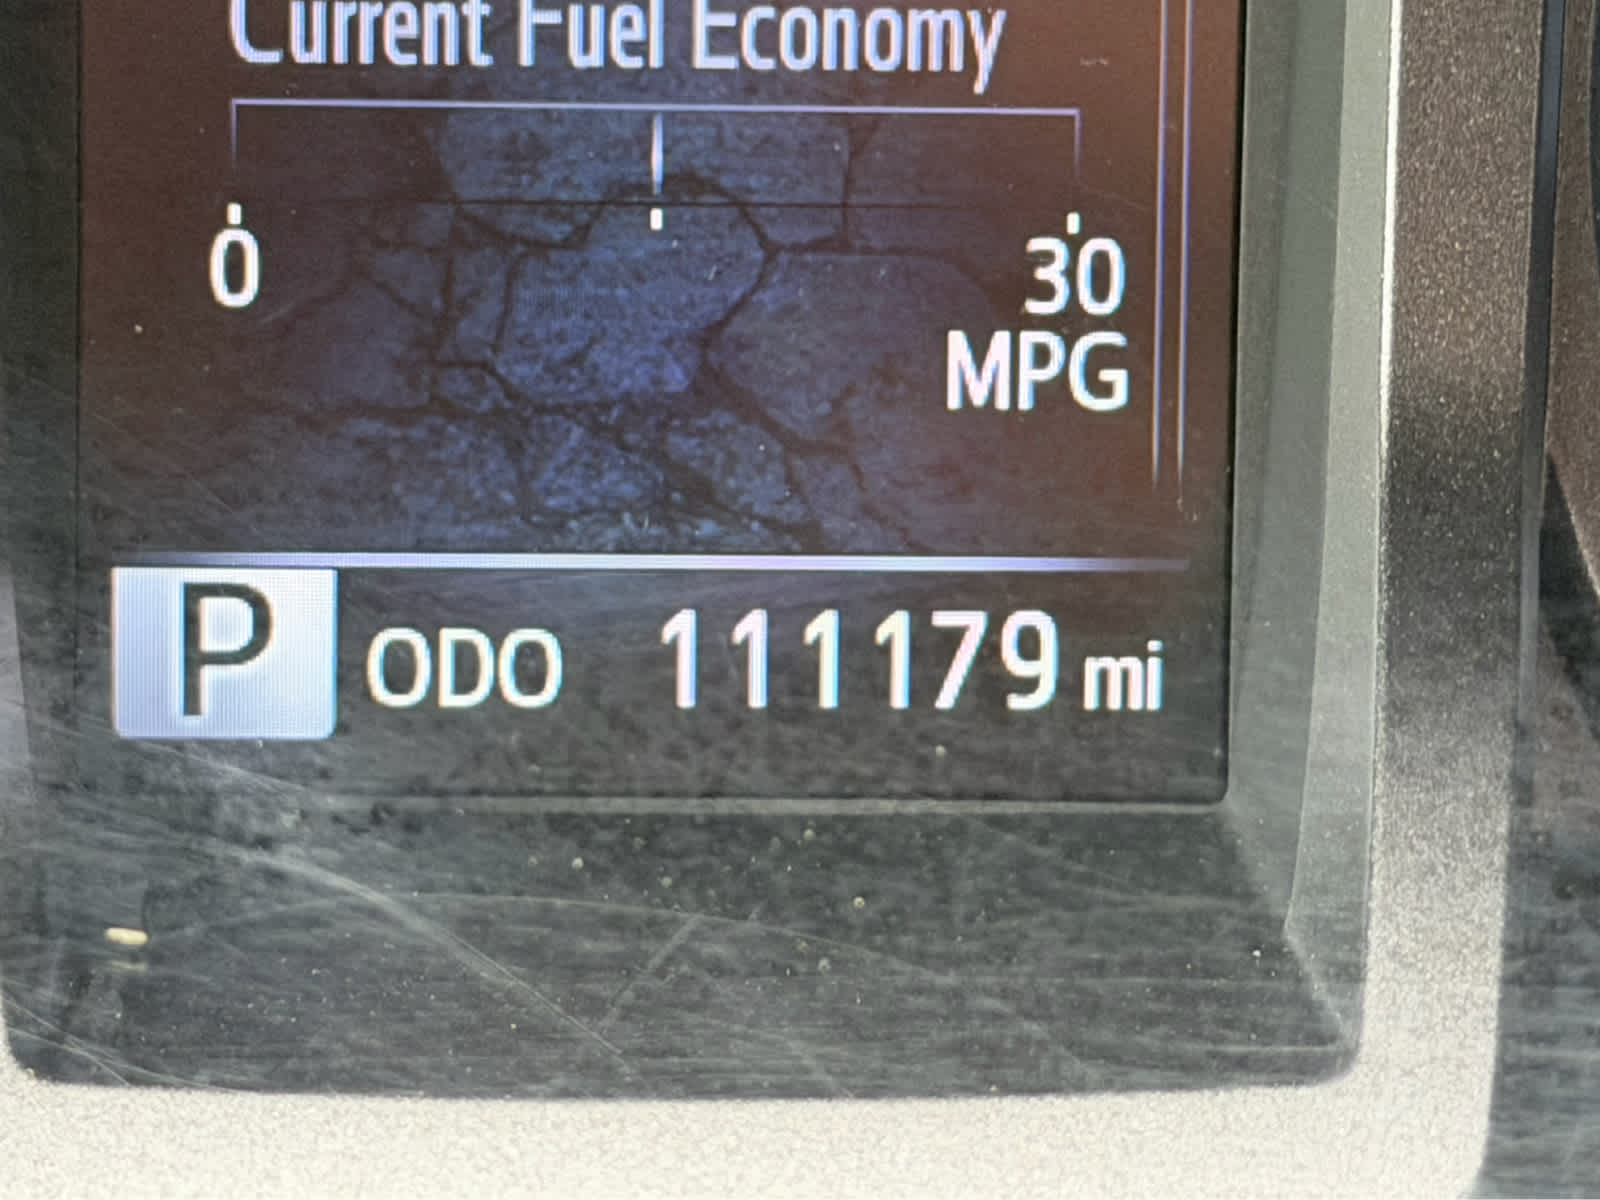 Current Fuel Economy
0 30
MPG
P ODO 111179 mi